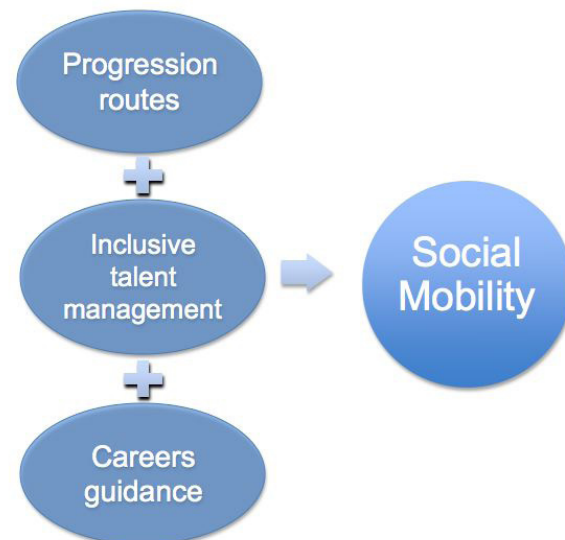 Progression
routes
Inclusive
talent
management
Social
Mobility
Careers
guidance